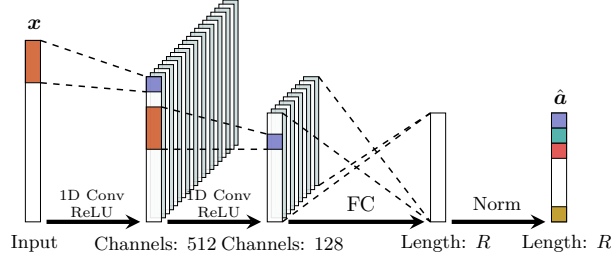 x
â
1D Conv
ReLU
1D Conv
ReLU
FC
Norm
Input
Channels: 512
Channels: 128
Length: R
Length: R